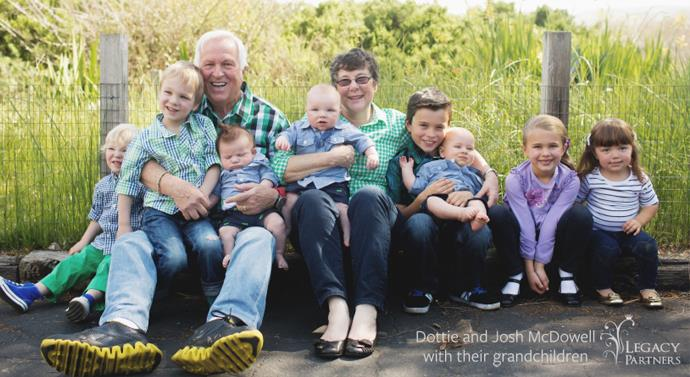 Dottie and Josh McDowell
with their grandchildren
LEGACY
PARTNERS